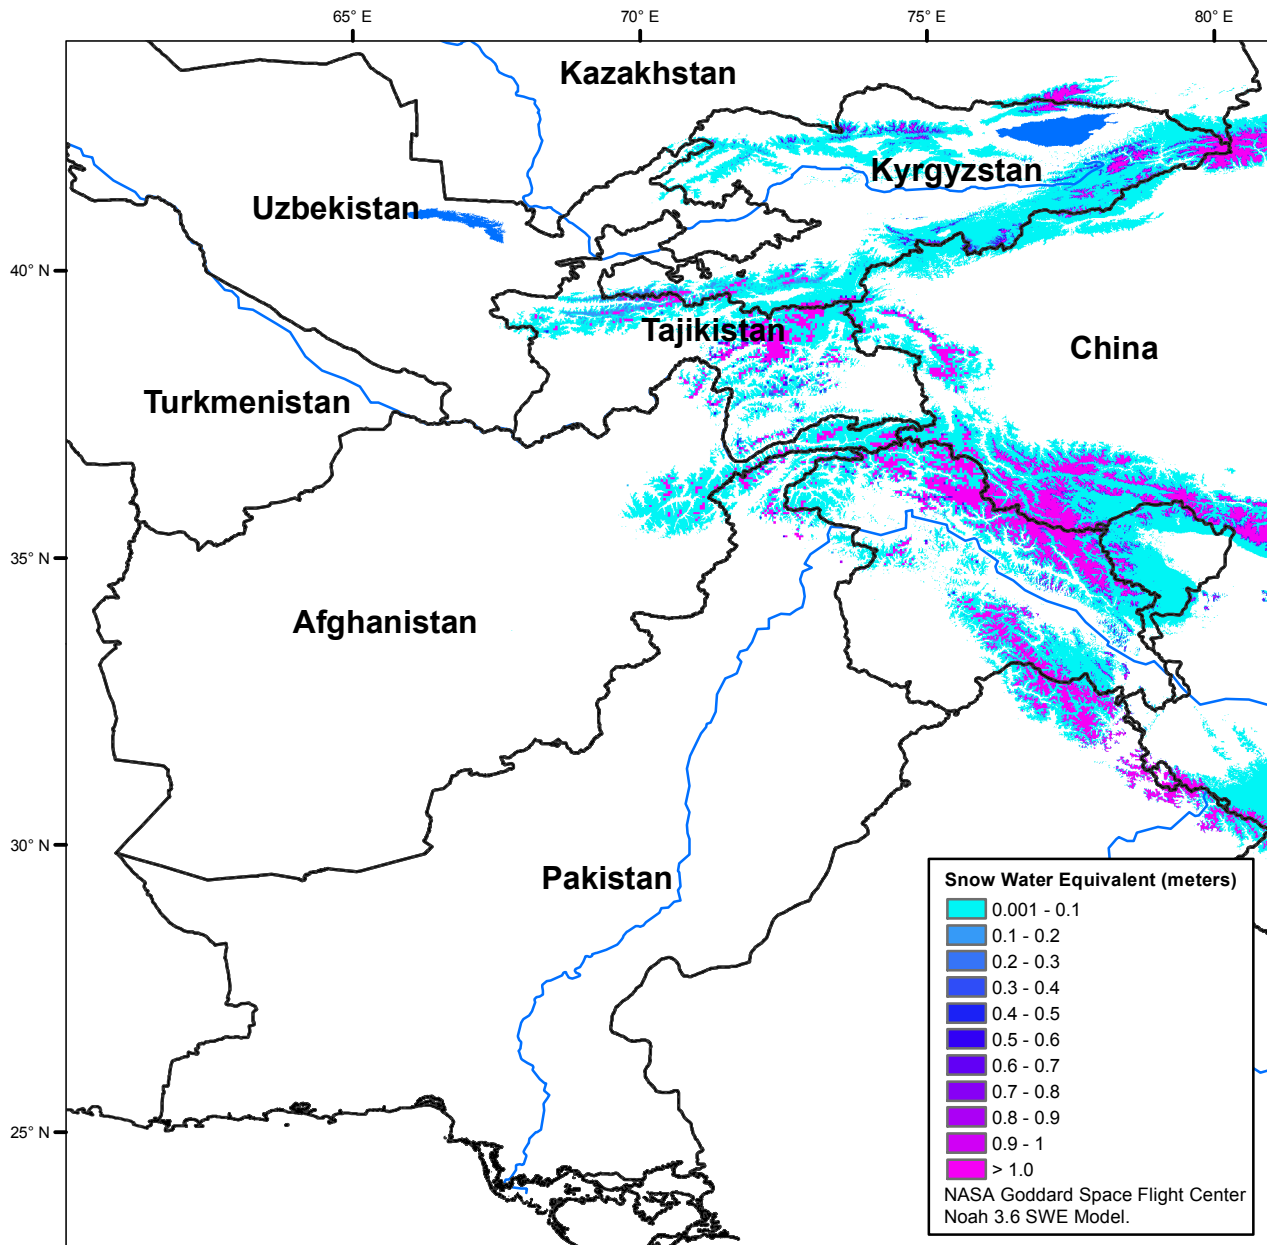 65° E
70° E
75° E
80° E
Kazakhstan
Kyrgyzstan
Uzbekistan
40° N
Tajikistan
China
Turkmenistan
35° N
Afghanistan
30° N
Pakistan
Snow Water Equivalent (meters)
0.001 - 0.1
0.1 - 0.2
0.2 - 0.3
0.3 - 0.4
0.4 - 0.5
0.5 - 0.6
0.6 - 0.7
0.7 - 0.8
0.8 - 0.9
0.9 - 1
> 1.0
NASA Goddard Space Flight Center
Noah 3.6 SWE Model.
25° N